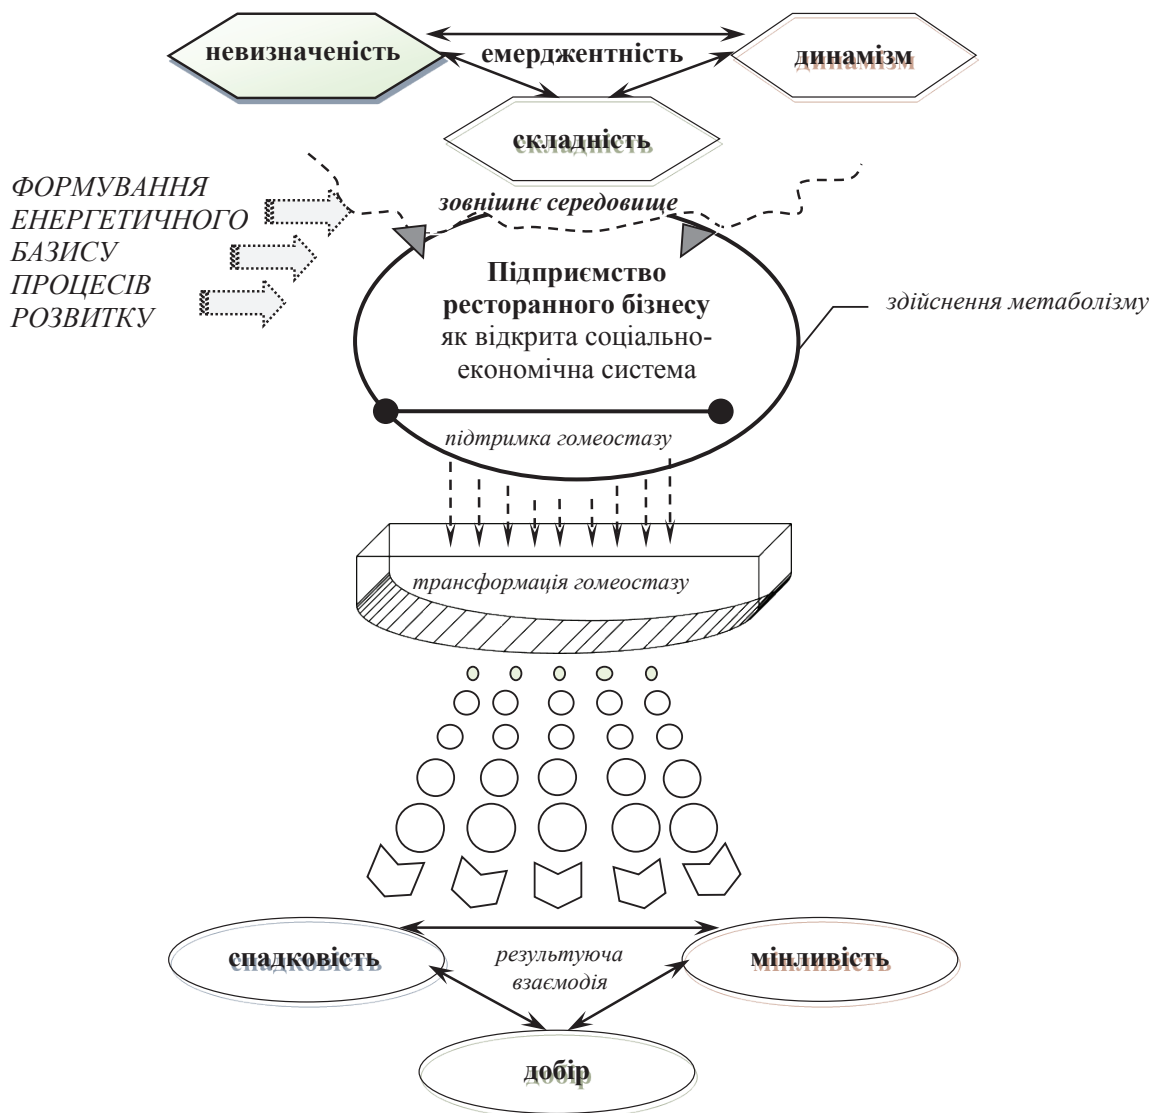 невизначеність
емерджентність
динамізм
складність
ФОРМУВАННЯ
ЕНЕРГЕТИЧНОГО
БАЗИСУ
ПРОЦЕСІВ
РОЗВИТКУ
зовнішнє середовище
Підприємство
ресторанного бізнесу
як відкрита соціально-
економічна система
здійснення метаболізму
підтримка гомеостазу
трансформація гомеостазу
спадковість
результуюча
взаємодія
мінливість
добір